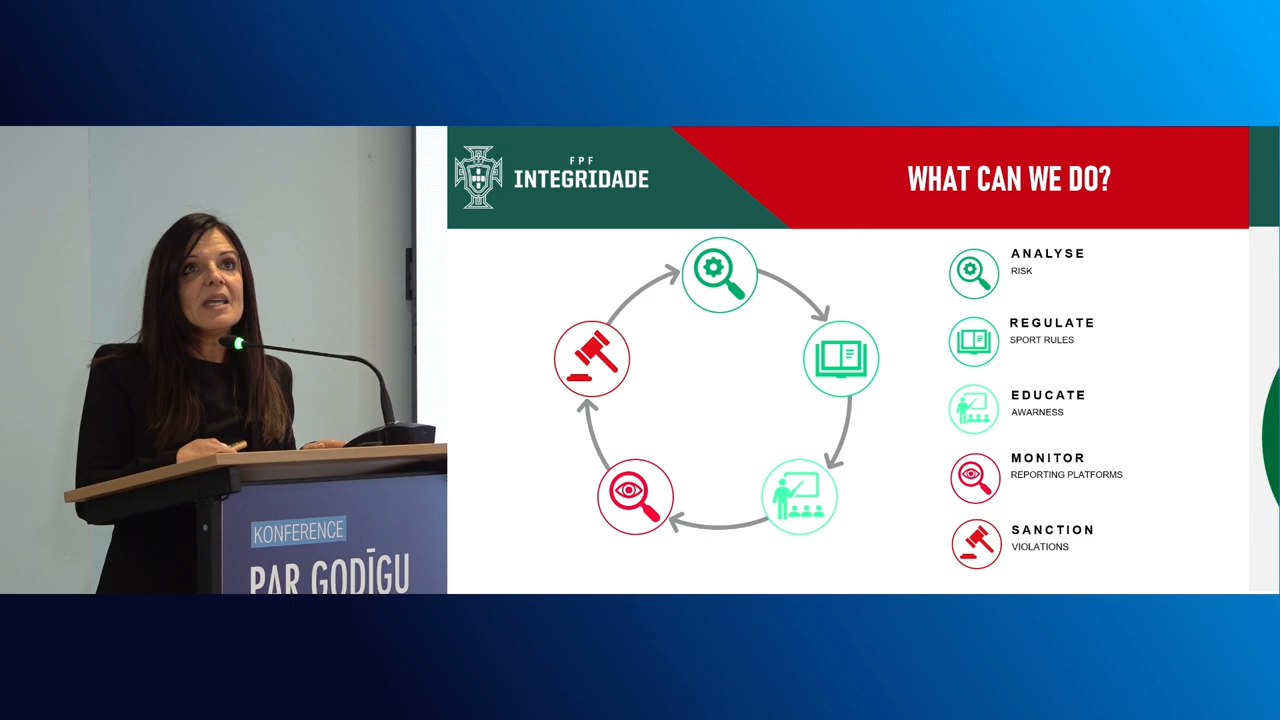 FPF
INTEGRIDADE
WHAT CAN WE DO?
ANALYSE
RISK
REGULATE
SPORT RULES
EDUCATE
AWARNESS
MONITOR
REPORTING PLATFORMS
SANCTION
VIOLATIONS
KONFERENCE
PAR GODĪGU